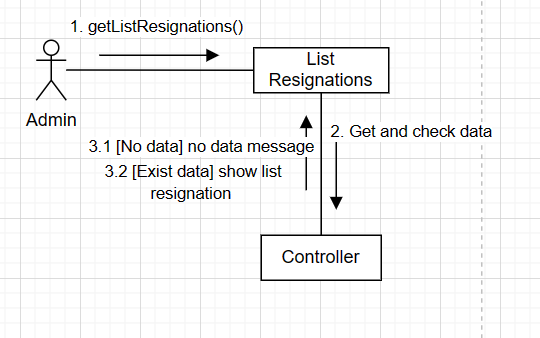 1. getListResignations()
List
Resignations
Admin
2. Get and check data
3.1 [No data] no data message
3.2 [Exist data] show list
resignation
Controller